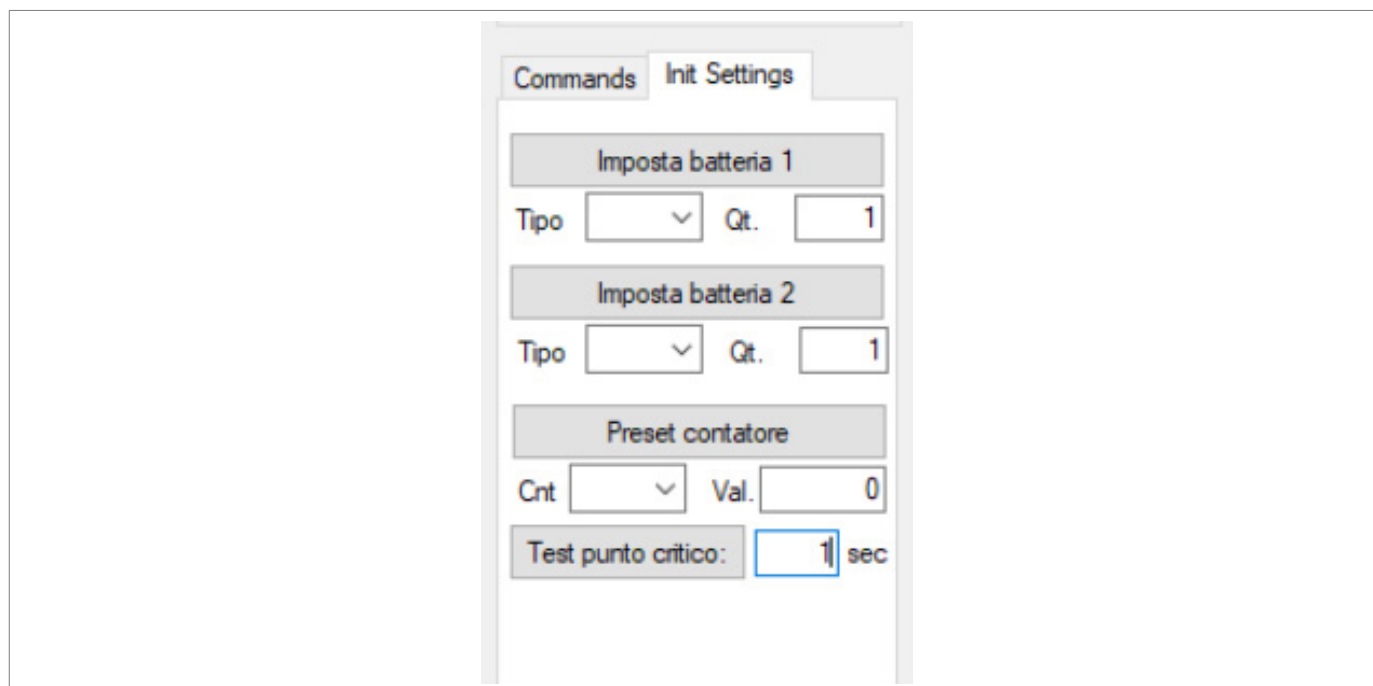 Commands Init Settings
Imposta batteria 1
Tipo Qt. 1
Imposta batteria 2
Tipo Qt. 1
Preset contatore
Cnt Val. 0
Test punto critico: 1 sec